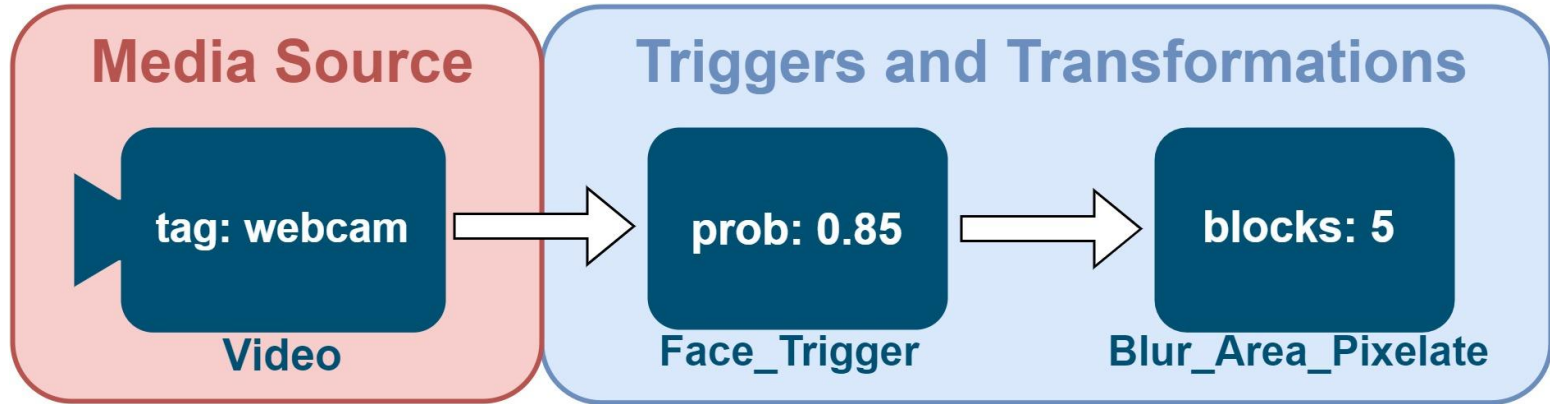 Media Source
Triggers and Transformations
tag: webcam
prob: 0.85
blocks: 5
Video
Face_Trigger
Blur_Area_Pixelate